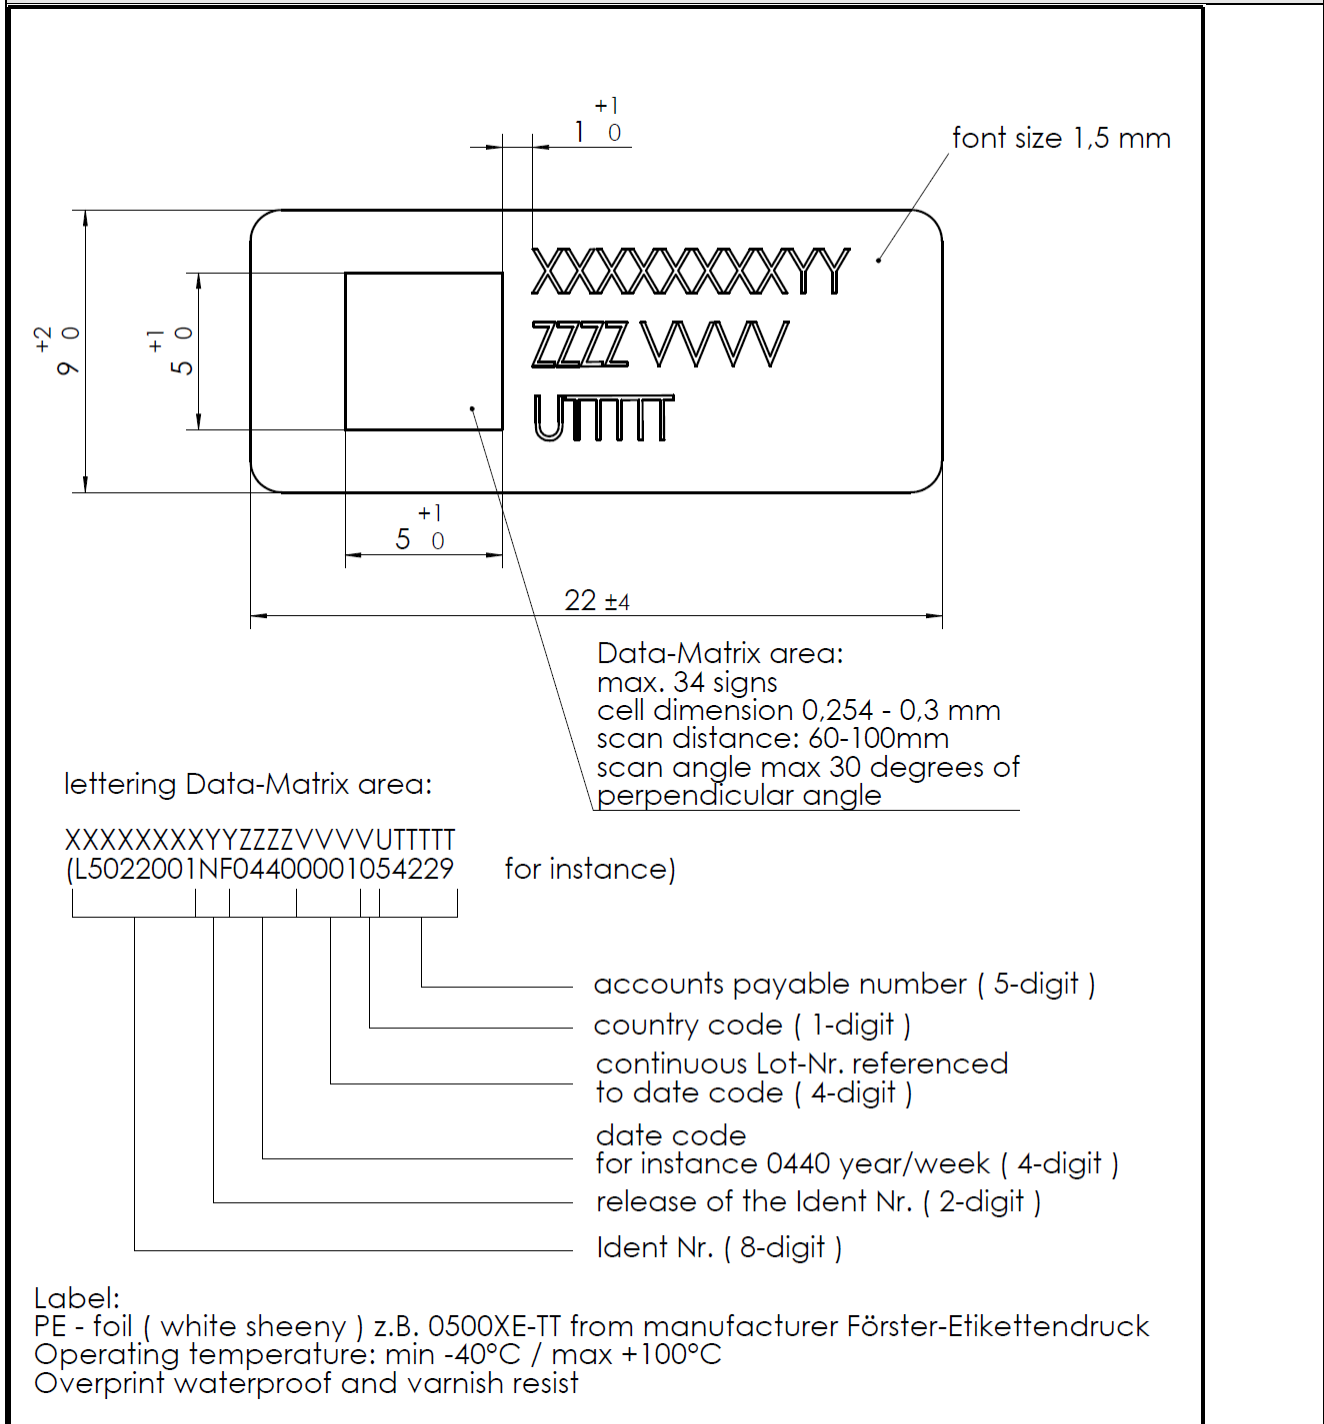 +1
1 0
font size 1,5 mm
XXXXXXXXYY
ZZZZ VVVV
UTTTTT
+2
9 0
+1
5 0
+1
5 0
22 ±4
Data-Matrix area:
max. 34 signs
cell dimension 0,254 - 0,3 mm
scan distance: 60-100mm
scan angle max 30 degrees of
perpendicular angle
lettering Data-Matrix area:
XXXXXXXXYYZZZZVVVVUTTTTT
(L5022001NF04400001054229 for instance)
accounts payable number ( 5-digit )
country code ( 1-digit )
continuous Lot-Nr. referenced
to date code ( 4-digit )
date code
for instance 0440 year/week ( 4-digit )
release of the Ident Nr. ( 2-digit )
Ident Nr. ( 8-digit )
Label:
PE - foil ( white sheeny ) z.B. 0500XE-TT from manufacturer Förster-Etikettendruck
Operating temperature: min -40°C / max +100°C
Overprint waterproof and varnish resist